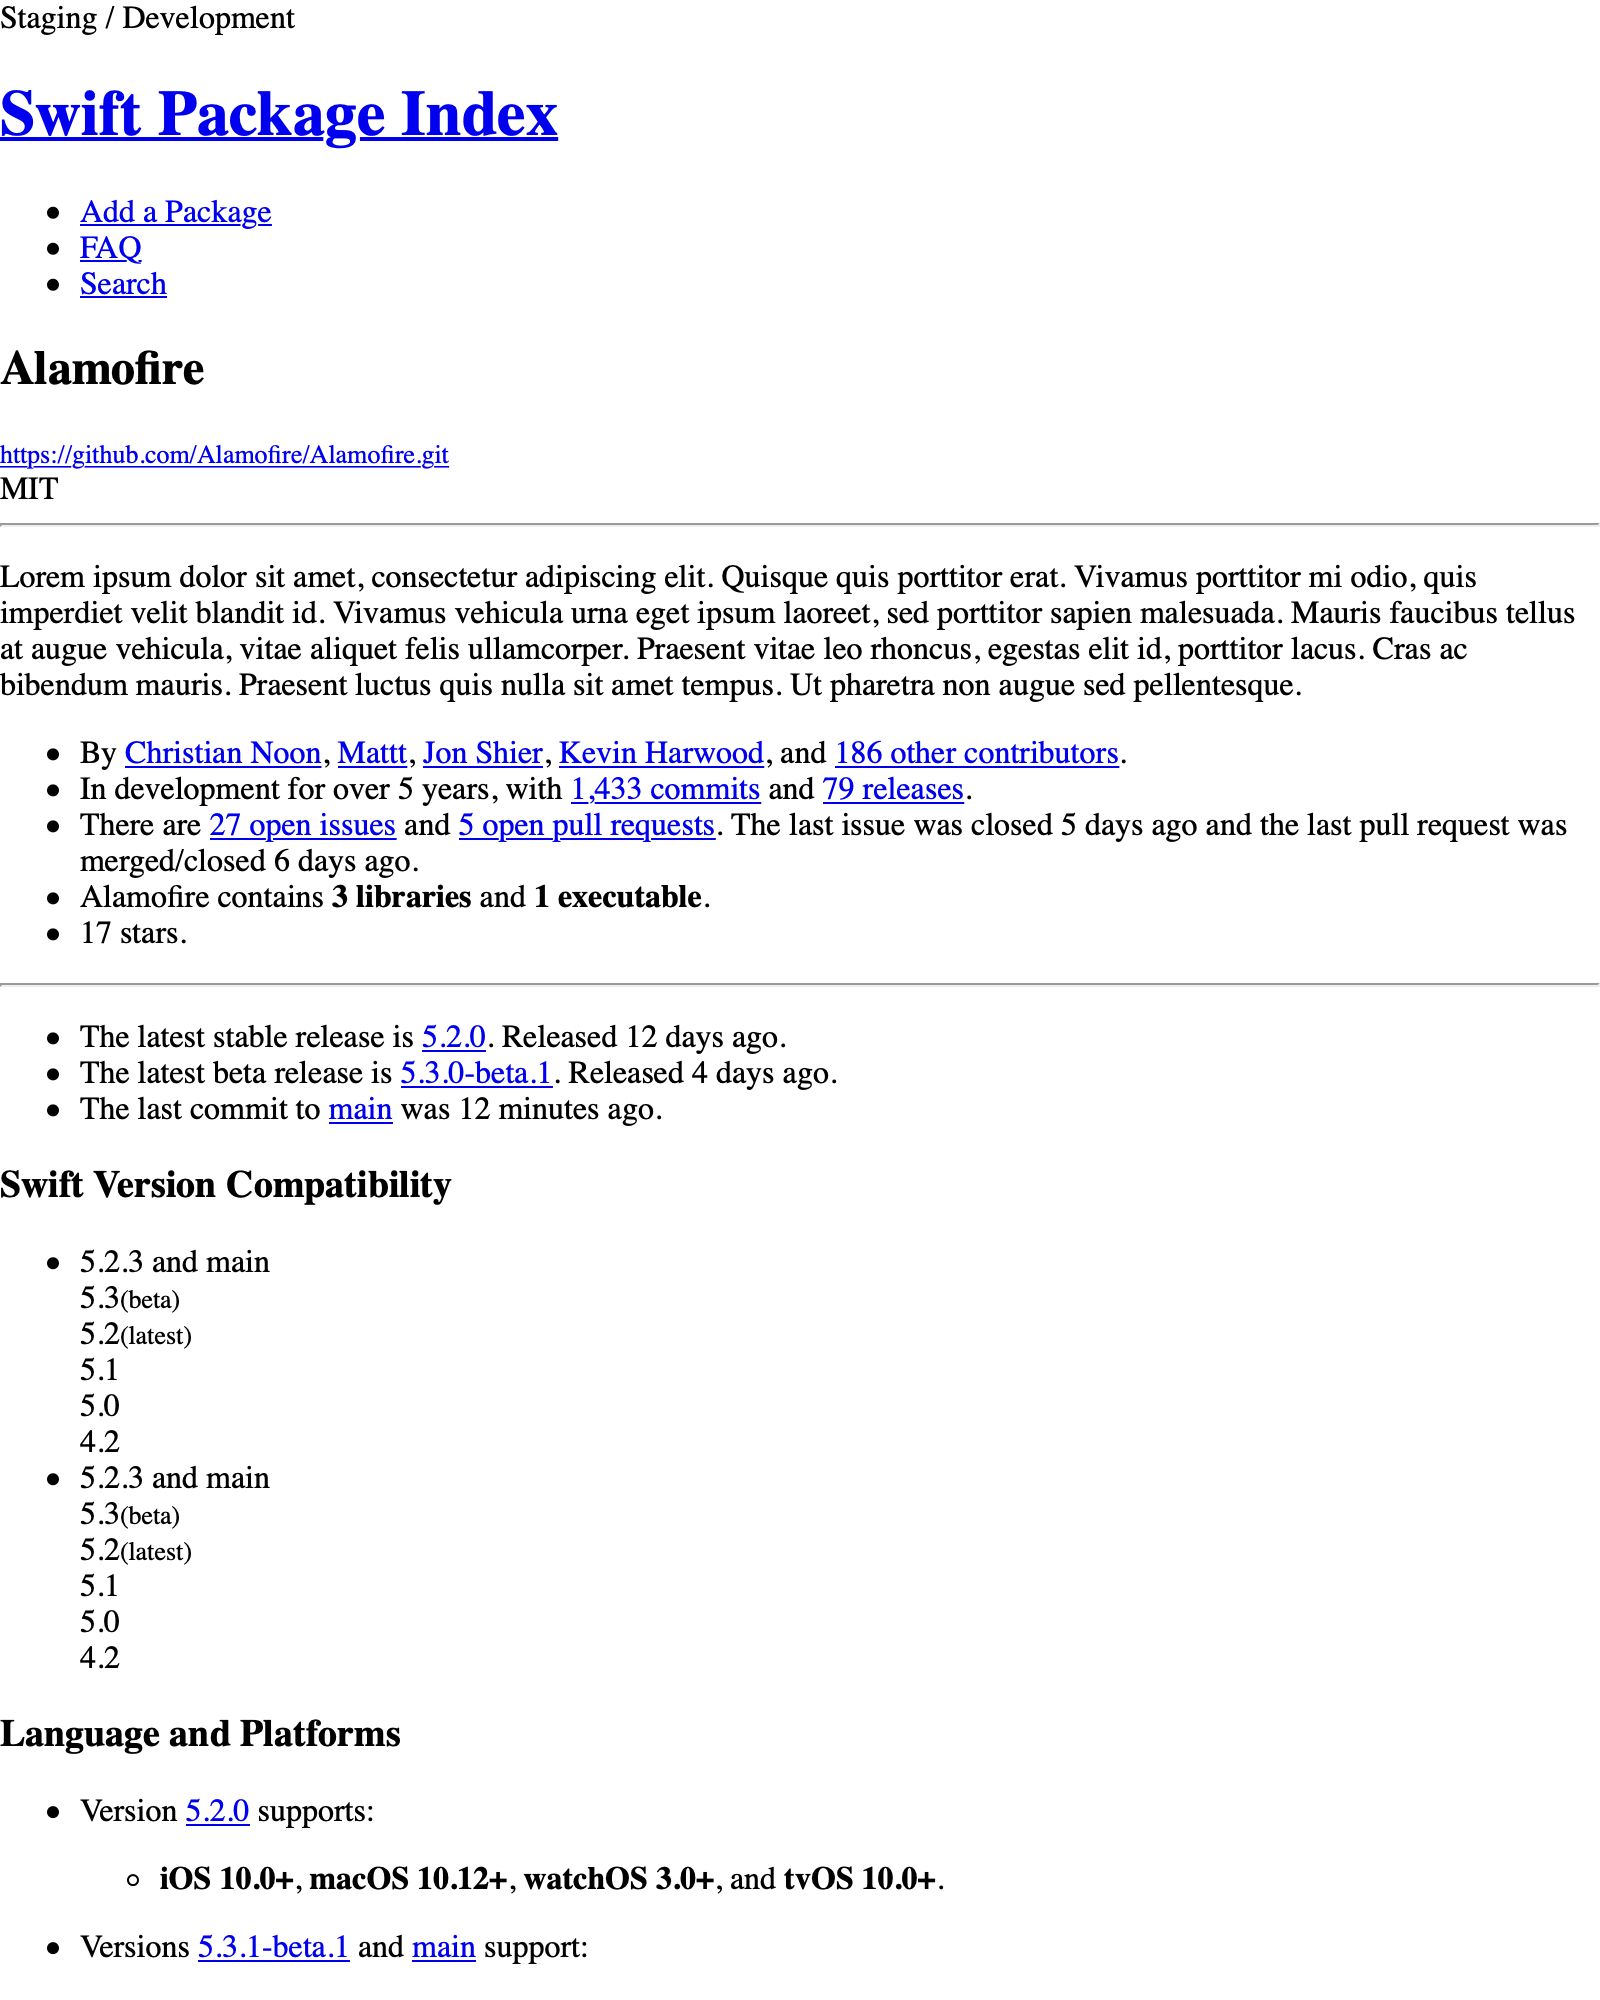 Staging / Development
Swift Package Index
Add a Package
FAQ
Search
Alamofire
https://github.com/Alamofire/Alamofire.git
MIT
Lorem ipsum dolor sit amet, consectetur adipiscing elit. Quisque quis porttitor erat. Vivamus porttitor mi odio, quis
imperdiet velit blandit id. Vivamus vehicula urna eget ipsum laoreet, sed porttitor sapien malesuada. Mauris faucibus tellus
at augue vehicula, vitae aliquet felis ullamcorper. Praesent vitae leo rhoncus, egestas elit id, porttitor lacus. Cras ac
bibendum mauris. Praesent luctus quis nulla sit amet tempus. Ut pharetra non augue sed pellentesque.
By Christian Noon, Mattt, Jon Shier, Kevin Harwood, and 186 other contributors.
In development for over 5 years, with 1,433 commits and 79 releases.
There are 27 open issues and 5 open pull requests. The last issue was closed 5 days ago and the last pull request was
merged/closed 6 days ago.
Alamofire contains 3 libraries and 1 executable.
17 stars.
The latest stable release is 5.2.0. Released 12 days ago.
The latest beta release is 5.3.0-beta.1. Released 4 days ago.
The last commit to main was 12 minutes ago.
Swift Version Compatibility
5.2.3 and main
5.3(beta)
5.2(latest)
5.1
5.0
4.2
5.2.3 and main
5.3(beta)
5.2(latest)
5.1
5.0
4.2
Language and Platforms
Version 5.2.0 supports:
iOS 10.0+, macOS 10.12+, watchOS 3.0+, and tvOS 10.0+.
Versions 5.3.1-beta.1 and main support: